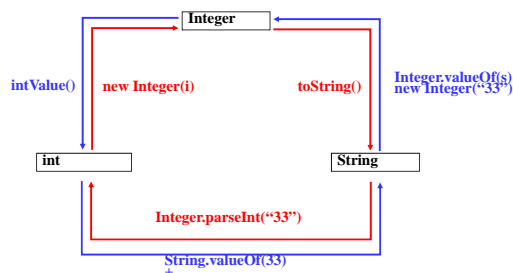 Integer
intValue()
new Integer(i)
toString()
Integer.valueOf(s)
new Integer(“33”)
int
String
Integer.parseInt(“33”)
String.valueOf(33)
+